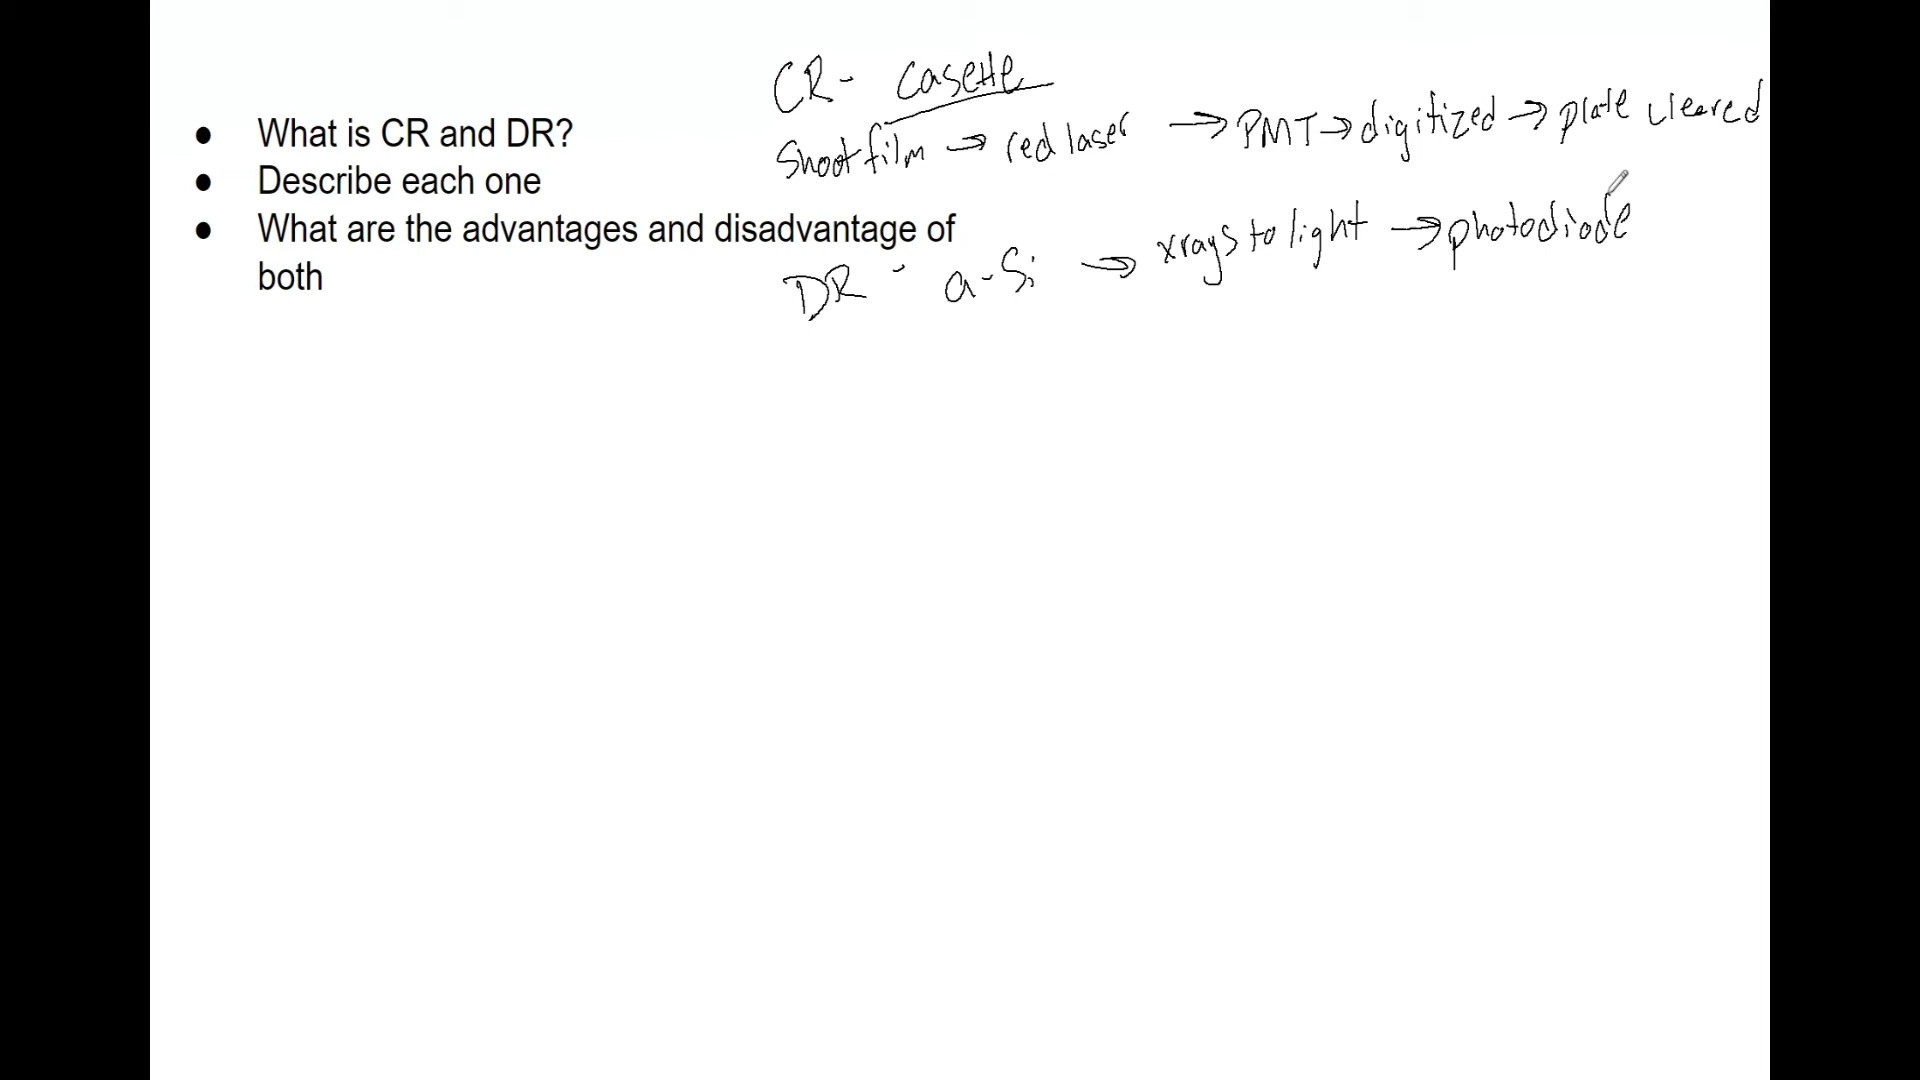 CR - casette
shoot film → red laser → PMT → digitized → plate cleared
● What is CR and DR?
● Describe each one
● What are the advantages and disadvantage of
both
DR - a-Si → xrays to light → photodiode